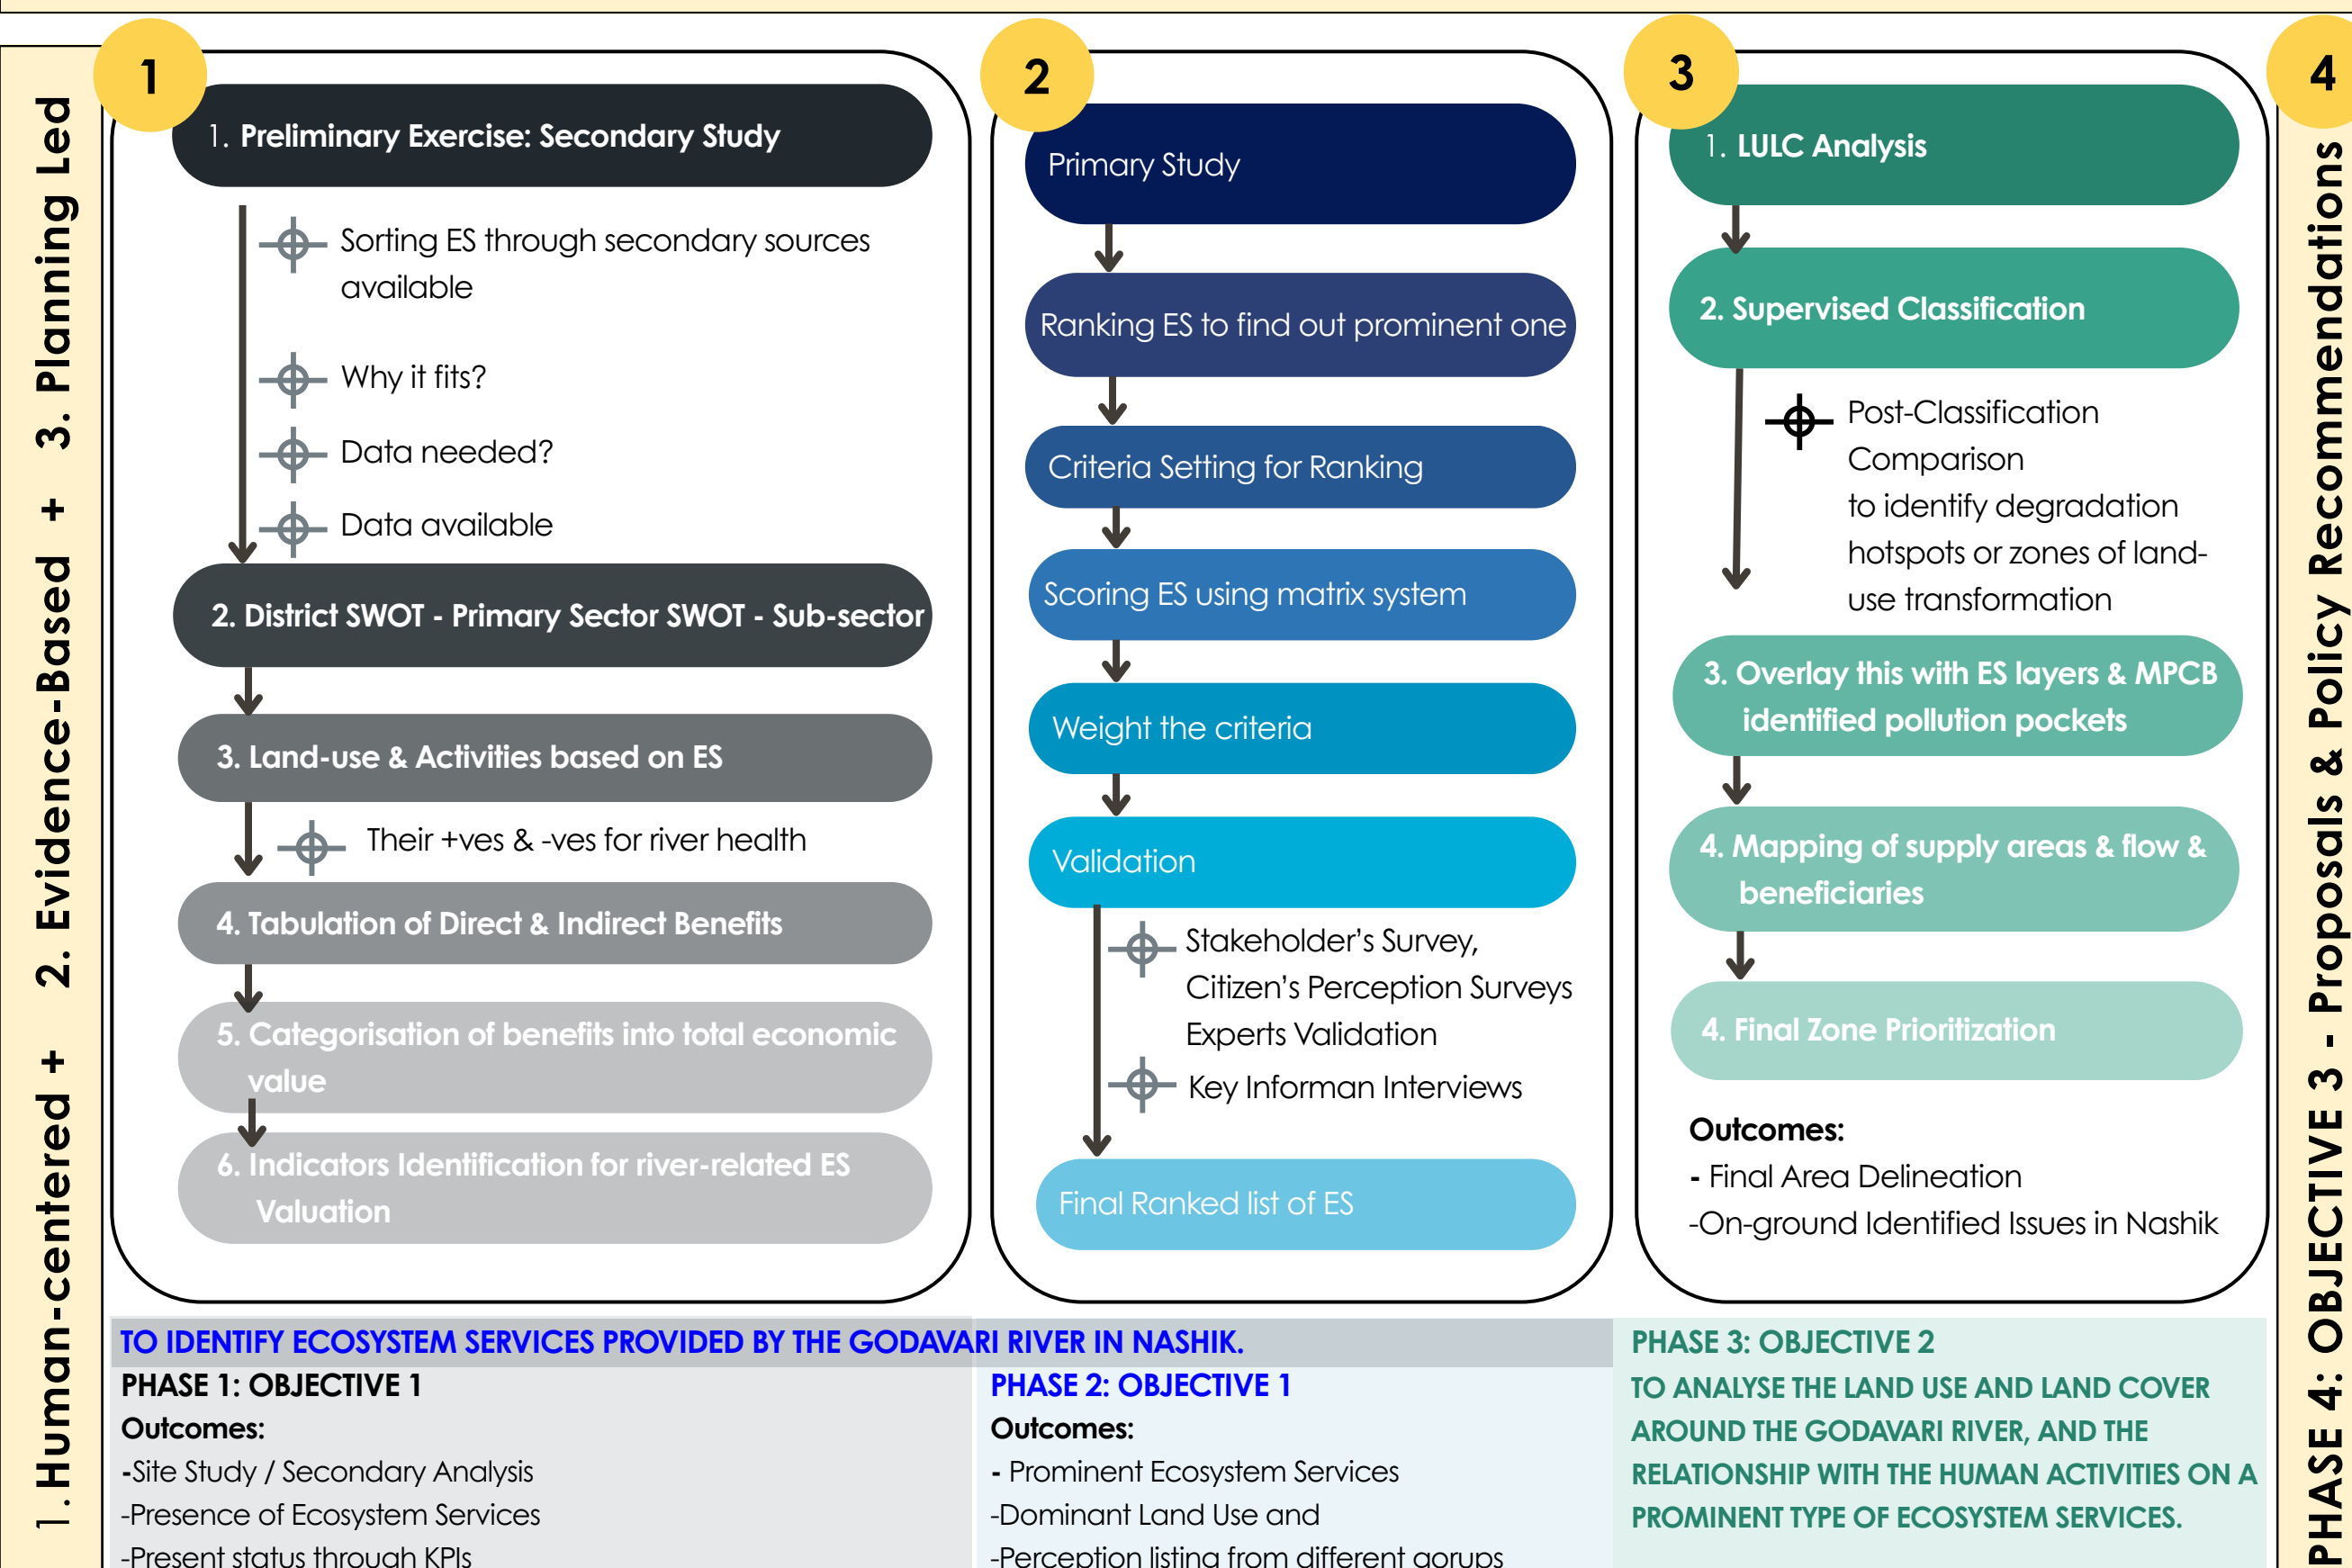 1. Human-centered + 2. Evidence-Based + 3. Planning Led
1
1. Preliminary Exercise: Secondary Study
Sorting ES through secondary sources
available
Why it fits?
Data needed?
Data available
2. District SWOT - Primary Sector SWOT - Sub-sector
3. Land-use & Activities based on ES
Their +ves & -ves for river health
4. Tabulation of Direct & Indirect Benefits
5. Categorisation of benefits into total economic
value
6. Indicators Identification for river-related ES
Valuation
2
Primary Study
Ranking ES to find out prominent one
Criteria Setting for Ranking
Scoring ES using matrix system
Weight the criteria
Validation
Stakeholder's Survey,
Citizen's Perception Surveys
Experts Validation
Key Informan Interviews
Final Ranked list of ES
3
1. LULC Analysis
2. Supervised Classification
Post-Classification
Comparison
to identify degradation
hotspots or zones of land-
use transformation
3. Overlay this with ES layers & MPCB
identified pollution pockets
4. Mapping of supply areas & flow &
beneficiaries
4. Final Zone Prioritization
Outcomes:
- Final Area Delineation
-On-ground Identified Issues in Nashik
4
PHASE 4: OBJECTIVE 3 - Proposals & Policy Recommendations
TO IDENTIFY ECOSYSTEM SERVICES PROVIDED BY THE GODAVARI RIVER IN NASHIK.
PHASE 1: OBJECTIVE 1
Outcomes:
-Site Study / Secondary Analysis
-Presence of Ecosystem Services
-Present status through KPIs
PHASE 2: OBJECTIVE 1
Outcomes:
- Prominent Ecosystem Services
-Dominant Land Use and
-Perception listing from different gorups
PHASE 3: OBJECTIVE 2
TO ANALYSE THE LAND USE AND LAND COVER
AROUND THE GODAVARI RIVER, AND THE
RELATIONSHIP WITH THE HUMAN ACTIVITIES ON A
PROMINENT TYPE OF ECOSYSTEM SERVICES.